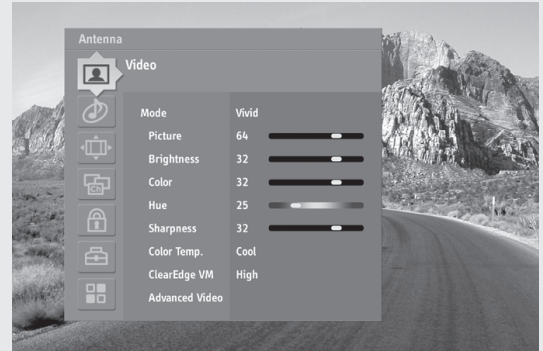 Antenna
Video
Mode Vivid
Picture 64
Brightness 32
Color 32
Hue 25
Sharpness 32
Color Temp. Cool
ClearEdge VM High
Advanced Video
Ch